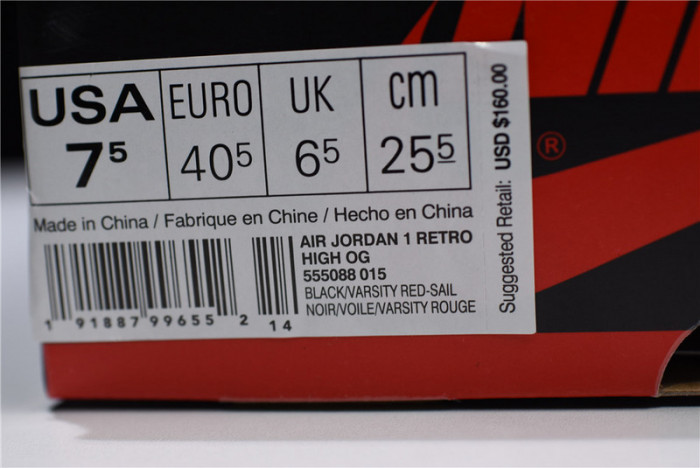 USA EURO UK cm
7⁵ 40⁵ 6⁵ 25⁵
Made in China / Fabrique en Chine / Hecho en China
AIR JORDAN 1 RETRO
HIGH OG
555088 015
BLACK/VARSITY RED-SAIL
NOIR/VOILE/VARSITY ROUGE
1 91887 99655 2 14
Suggested Retail: USD $160.00
®